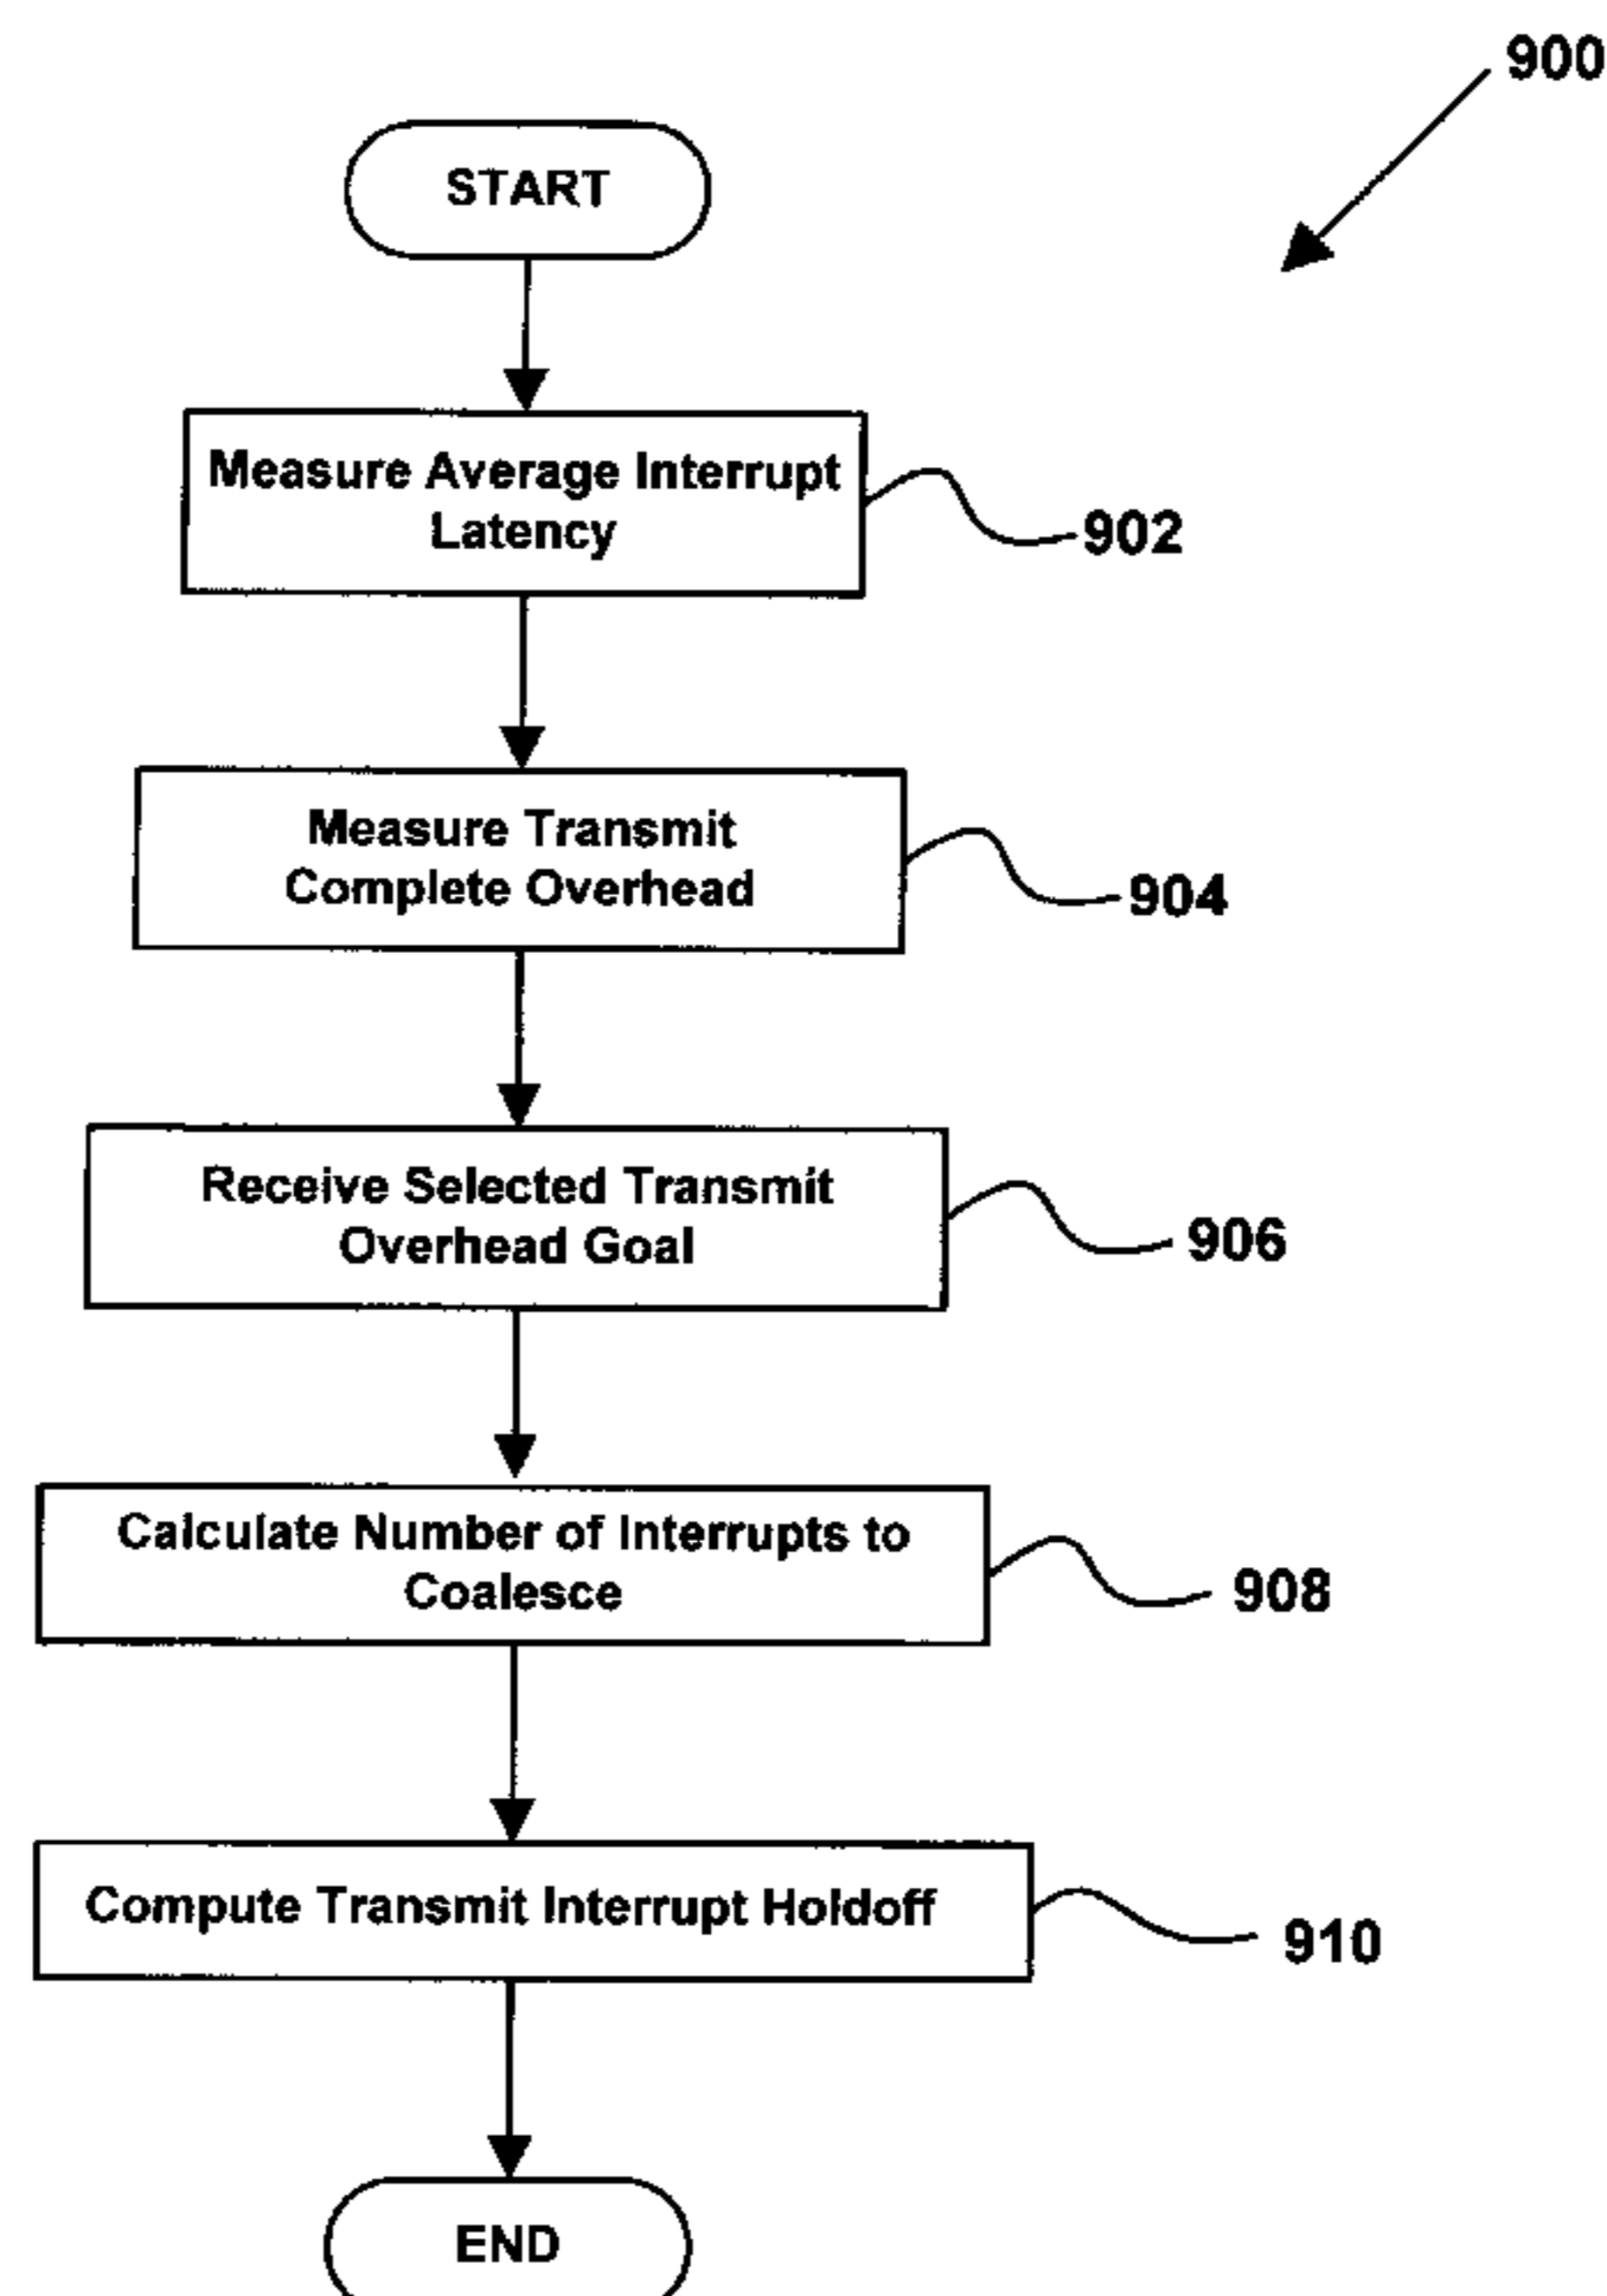 900
START
Measure Average Interrupt
Latency
902
Measure Transmit
Complete Overhead
904
Receive Selected Transmit
Overhead Goal
906
Calculate Number of Interrupts to
Coalesce
908
Compute Transmit Interrupt Holdoff
910
END